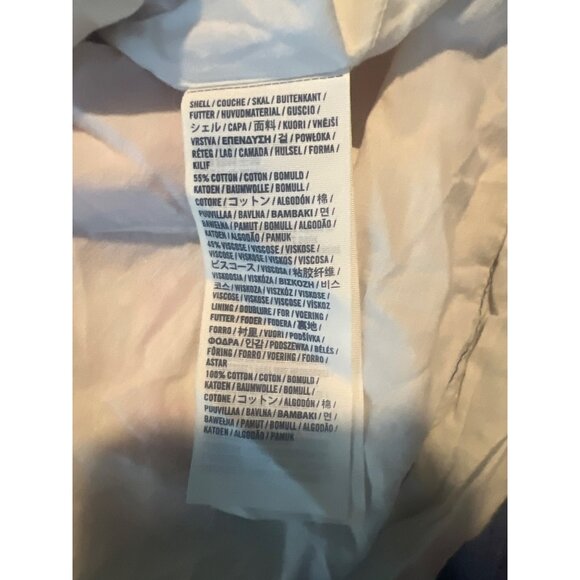 SHELL / COUCHE / SKAL / BUITENKANT /
FUTTER / HUVUDMATERIAL / GUSCIO /
シェル / CAPA / 面料 / KUORI / VNĚJŠÍ
VRSTVA / ΕΠΕΝΔΥΣΗ / 겉 / POWŁOKA /
RÉTEG / LAG / CAMADA / HULSEL / FORMA /
KILIF
55% COTTON / COTON / BOMULD /
KATOEN / BAUMWOLLE / BOMULL /
COTONE / コットン / ALGODÓN / 棉 /
PUUVILLAA / BAVLNA / ΒΑΜΒΑΚΙ / 면 /
BAWEŁNA / PAMUT / BOMULL / ALGODÃO /
KATOEN / ALGODÃO / PAMUK
45% VISCOSE / VISCOSE / VISKOSE /
VISCOSE / VISKOSE / VISKOS / VISCOSA /
ビスコース / VISCOSA / 粘胶纤维 /
VISKOOSIA / VISKÓZA / ΒΙΣΚΟΖΗ / 비스
코스 / WISKOZA / VISZKÓZ / VISKOSE /
VISCOSE / VISKOSE / VISCOZĂ / VISKOZ
LINING / DOUBLURE / FOR / VOERING /
FUTTER / FODER / FODERA / 裏地 /
FORRO / 衬里 / VUORI / PODŠÍVKA /
ΦΟΔΡΑ / 안감 / PODSZEWKA / BÉLÉS /
FÔRING / FORRO / VOERING / FORRO /
ASTAR
100% COTTON / COTON / BOMULD /
KATOEN / BAUMWOLLE / BOMULL /
COTONE / コットン / ALGODÓN / 棉 /
PUUVILLAA / BAVLNA / ΒΑΜΒΑΚΙ / 면 /
BAWEŁNA / PAMUT / BOMULL / ALGODÃO /
KATOEN / ALGODÃO / PAMUK